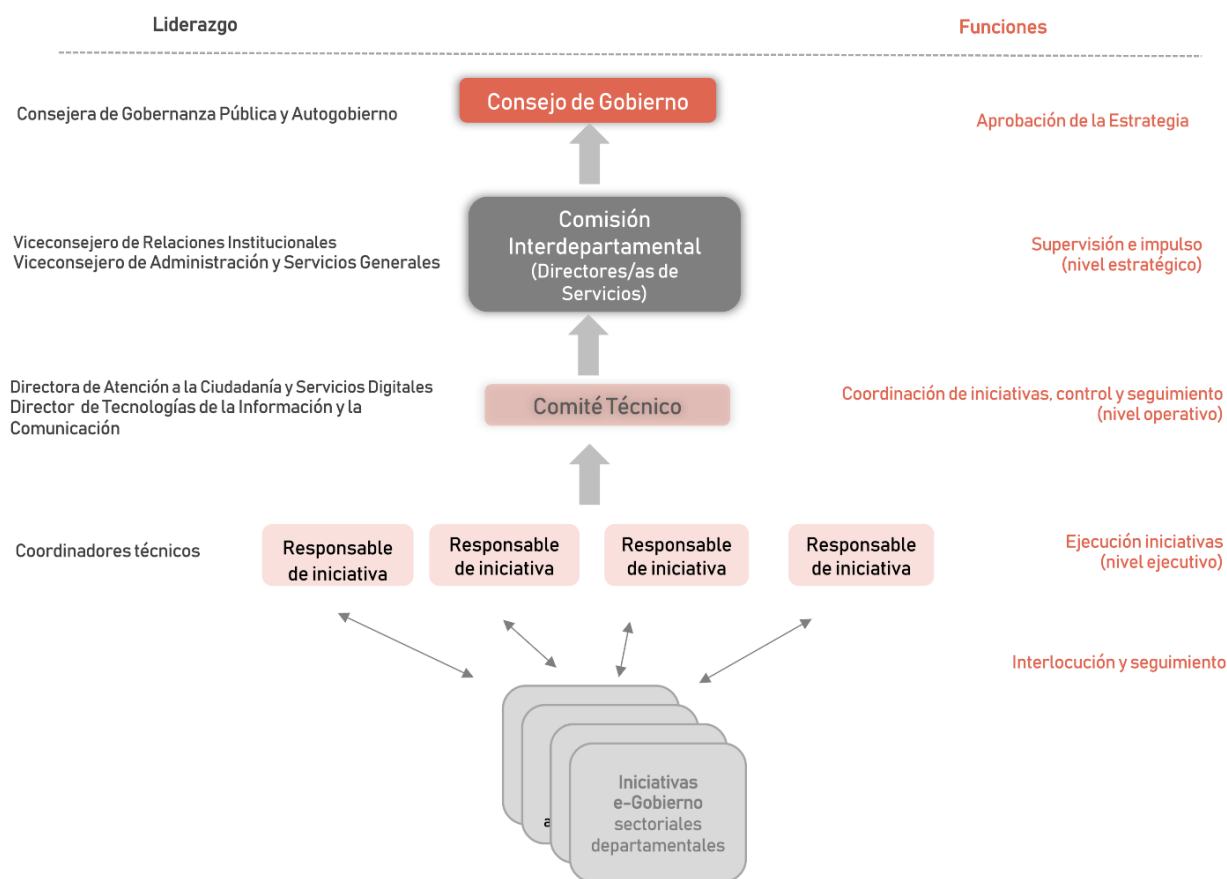 Liderazgo
Funciones
Consejo de Gobierno
Consejera de Gobernanza Pública y Autogobierno
Aprobación de la Estrategia
Comisión
Interdepartamental
(Directores/as de
Servicios)
Viceconsejero de Relaciones Institucionales
Viceconsejero de Administración y Servicios Generales
Supervisión e impulso
(nivel estratégico)
Directora de Atención a la Ciudadanía y Servicios Digitales
Director de Tecnologías de la Información y la
Comunicación
Comité Técnico
Coordinación de iniciativas, control y seguimiento
(nivel operativo)
Coordinadores técnicos
Responsable
de iniciativa
Responsable
de iniciativa
Responsable
de iniciativa
Responsable
de iniciativa
Ejecución iniciativas
(nivel ejecutivo)
Interlocución y seguimiento
Iniciativas
e-Gobierno
sectoriales
departamentales